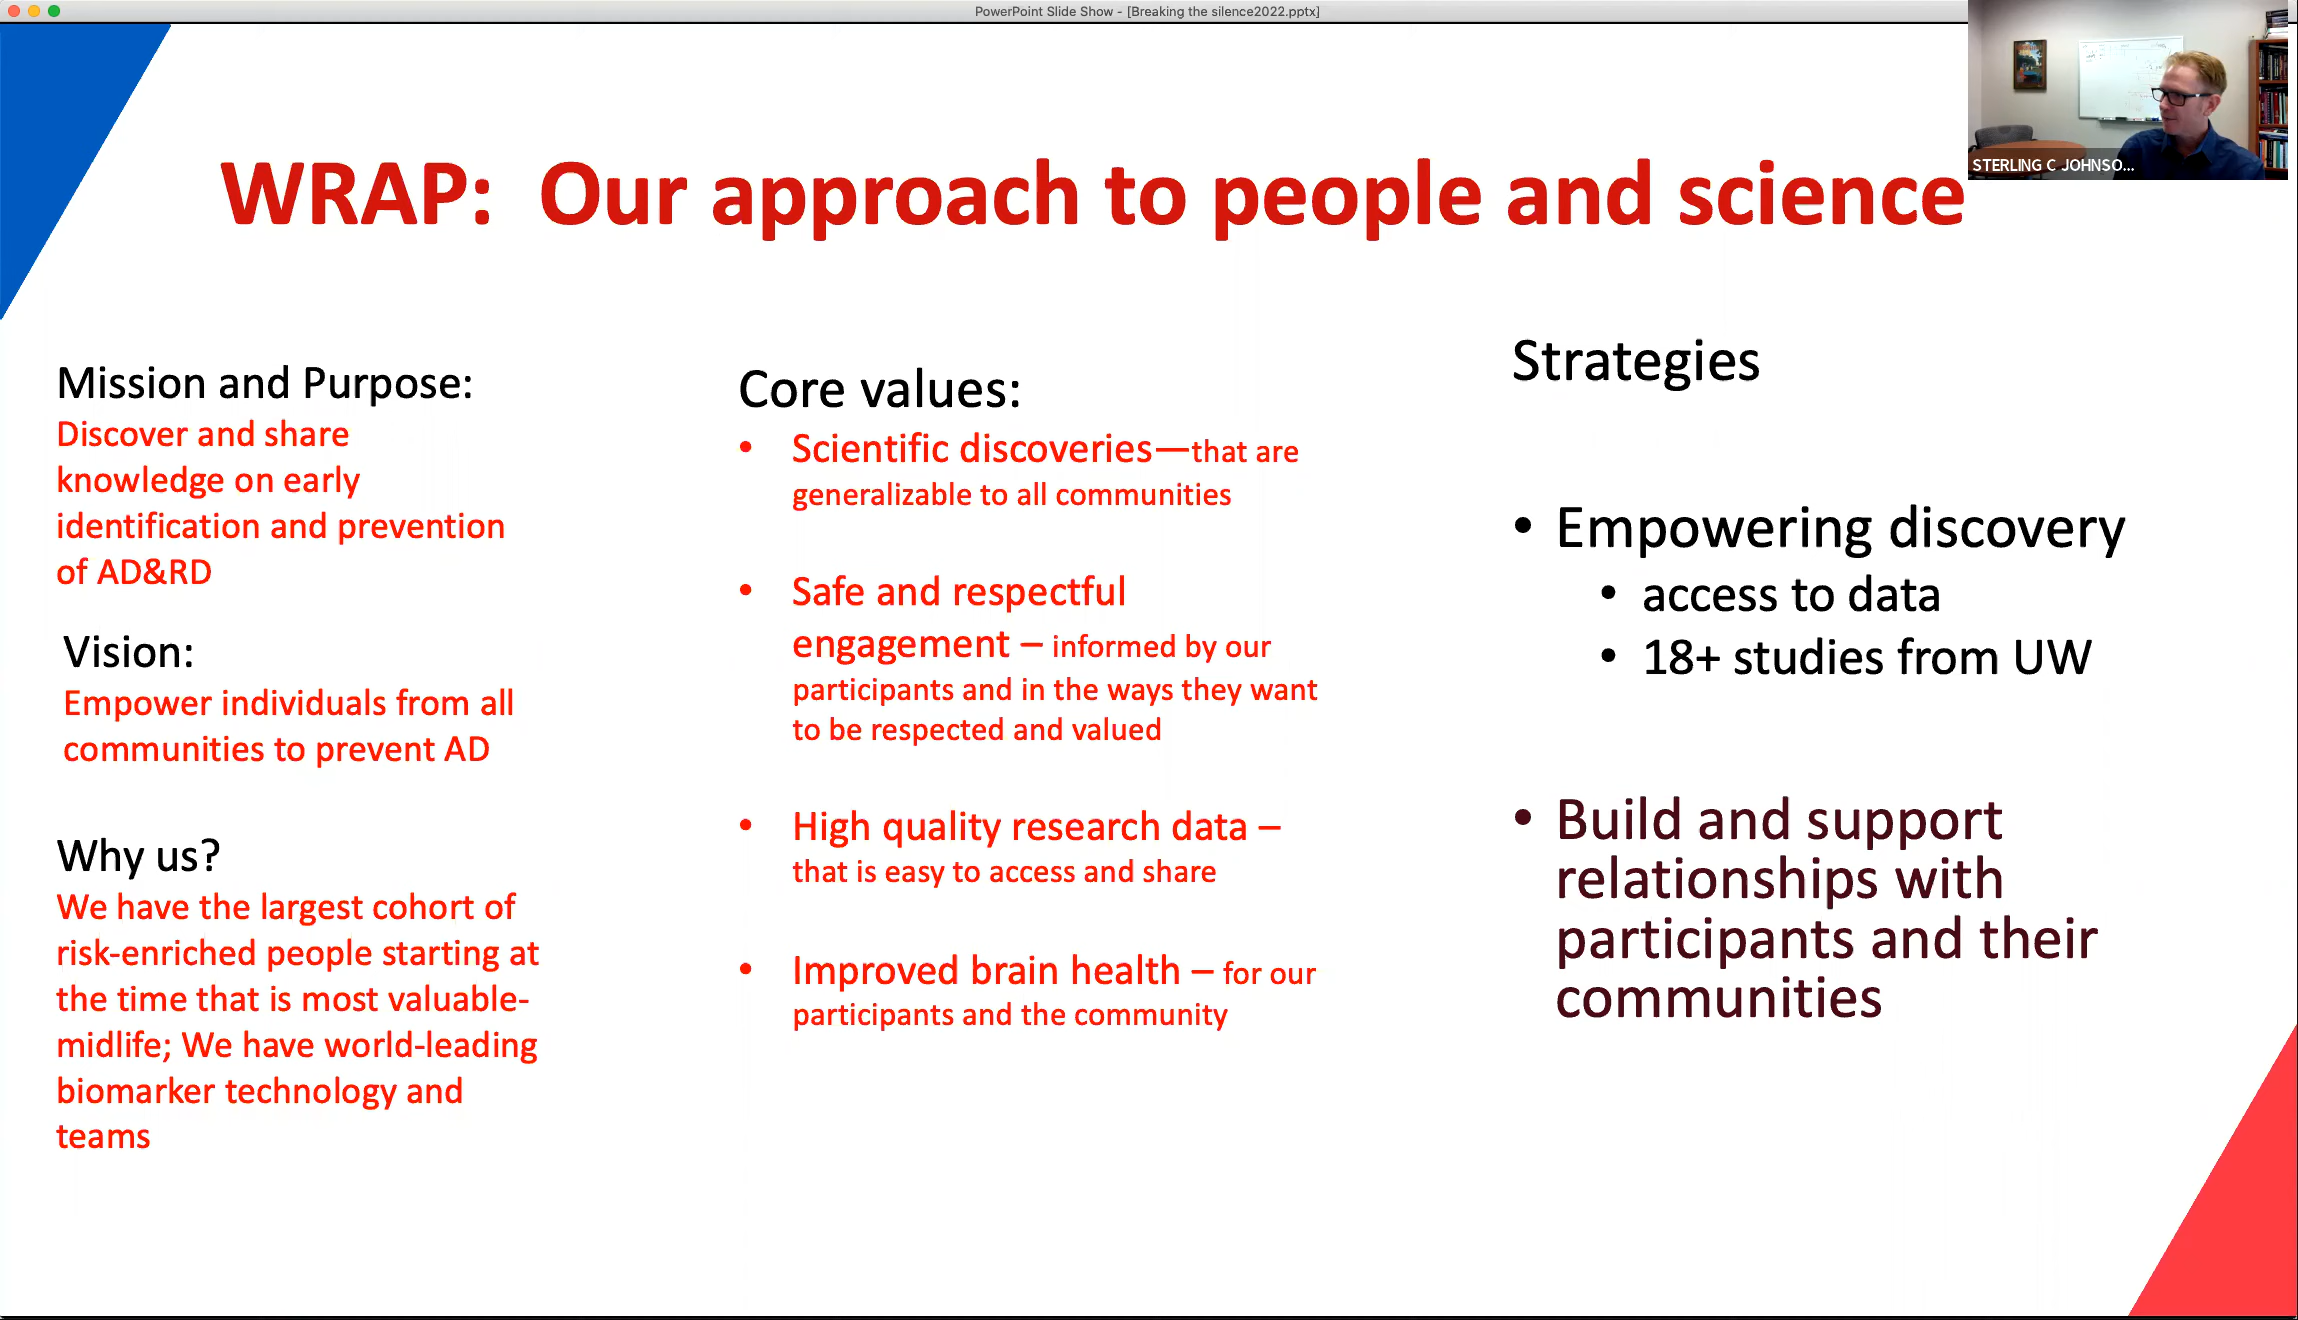 PowerPoint Slide Show - [Breaking the silence2022.pptx]
STERLING C JOHNSO...
WRAP:  Our approach to people and science
Mission and Purpose:
Discover and share
knowledge on early
identification and prevention
of AD&RD
Vision:
Empower individuals from all
communities to prevent AD
Why us?
We have the largest cohort of
risk-enriched people starting at
the time that is most valuable-
midlife; We have world-leading
biomarker technology and
teams
Core values:
• Scientific discoveries—that are
generalizable to all communities
• Safe and respectful
engagement – informed by our
participants and in the ways they want
to be respected and valued
• High quality research data –
that is easy to access and share
• Improved brain health – for our
participants and the community
Strategies
• Empowering discovery
• access to data
• 18+ studies from UW
• Build and support
relationships with
participants and their
communities